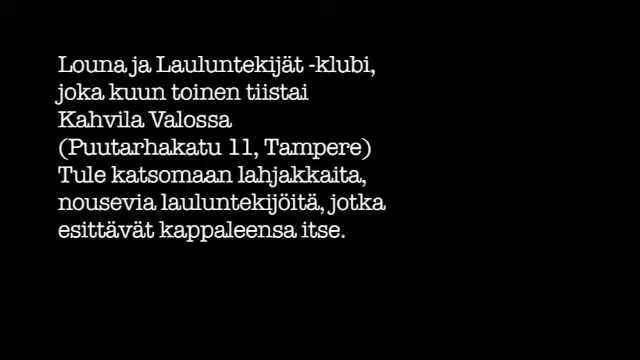 Louna ja Lauluntekijät -klubi,
joka kuun toinen tiistai
Kahvila Valossa
(Puutarhakatu 11, Tampere)
Tule katsomaan lahjakkaita,
nousevia lauluntekijöitä, jotka
esittävät kappaleensa itse.